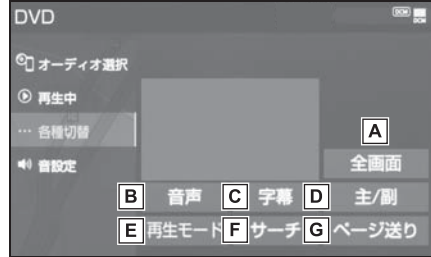 DVD
DCM
DCM
オーディオ選択
再生中
… 各種切替
音設定
A
全画面
B 音声 C 字幕 D 主/副
E 再生モード F サーチ G ページ送り